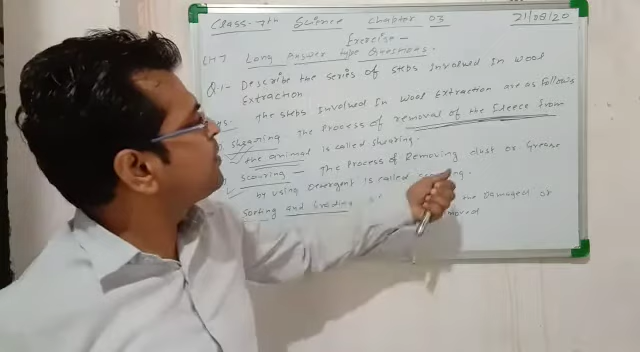 Class-7th Science Chapter 03 21/08/20
Exercise-
(H) Long Answer type Questions.
Q.1- Describe the series of steps involved In wool
Extraction
Ans: The steps Involved In wool Extraction are as follows
Shearing The Process of removal of the fleece from
the animal is called shearing.
Scouring - The Process of Removing dust or Grease
by using Detergent is called
Sorting and Grading Damaged or